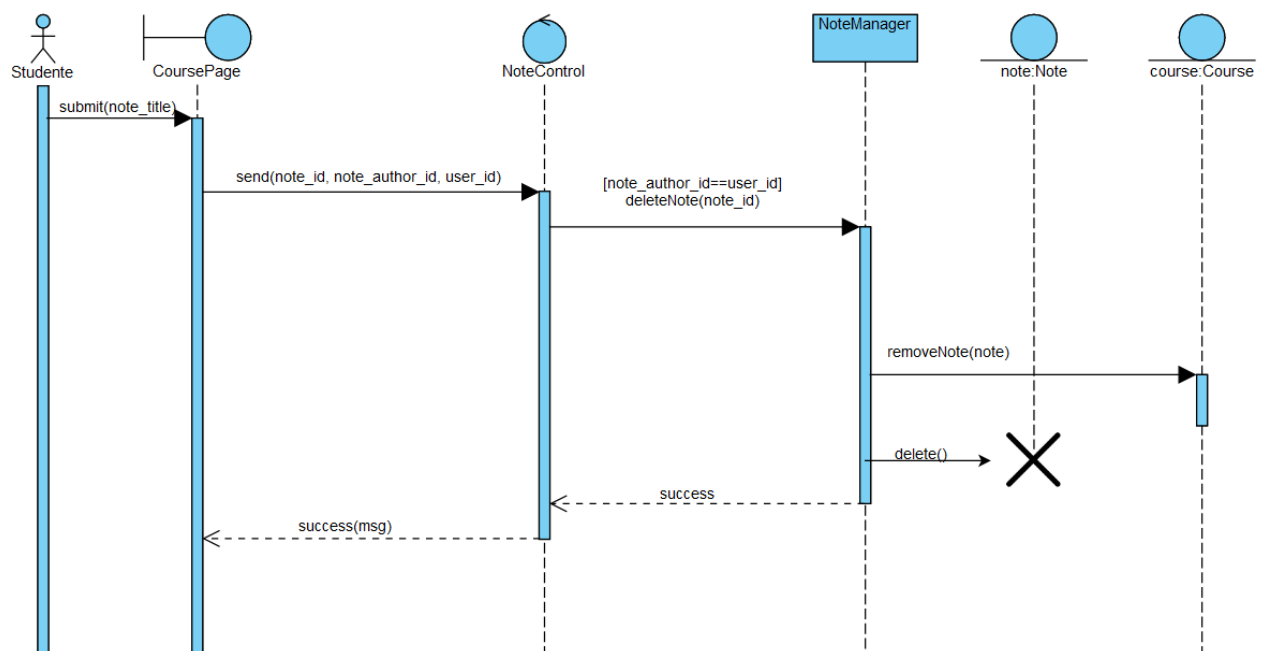 NoteManager
Studente
CoursePage
NoteControl
note:Note
course:Course
submit(note_title)
send(note_id, note_author_id, user_id)
[note_author_id==user_id]
deleteNote(note_id)
removeNote(note)
delete()
success
success(msg)